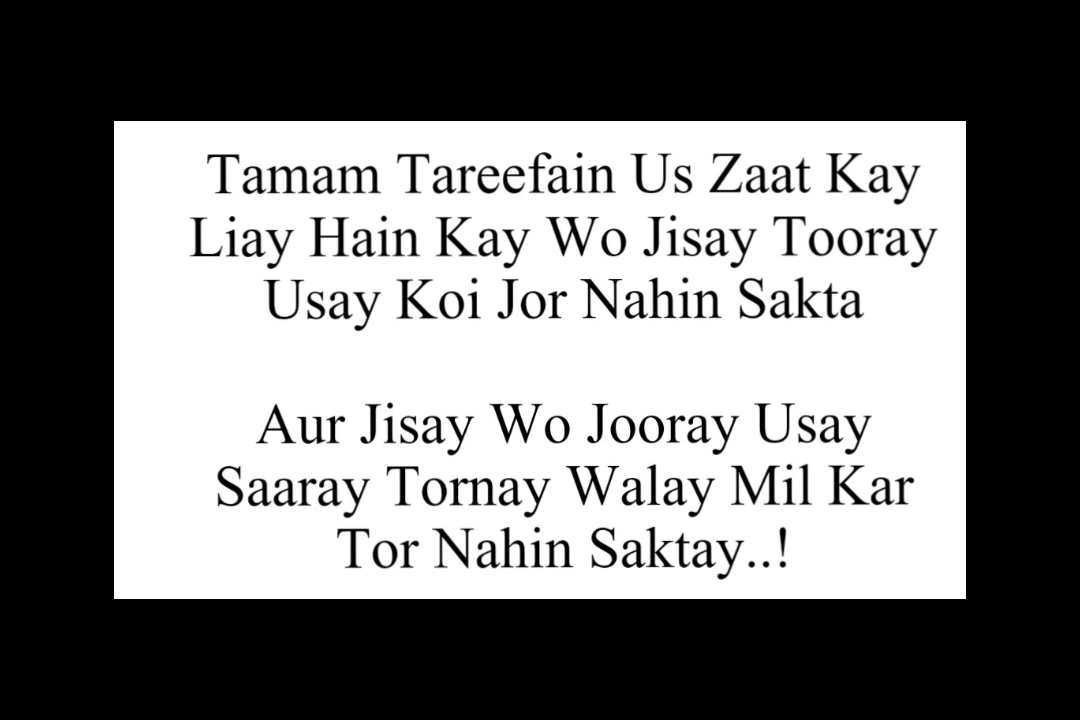 Tamam Tareefain Us Zaat Kay
Liay Hain Kay Wo Jisay Tooray
Usay Koi Jor Nahin Sakta
Aur Jisay Wo Jooray Usay
Saaray Tornay Walay Mil Kar
Tor Nahin Saktay..!